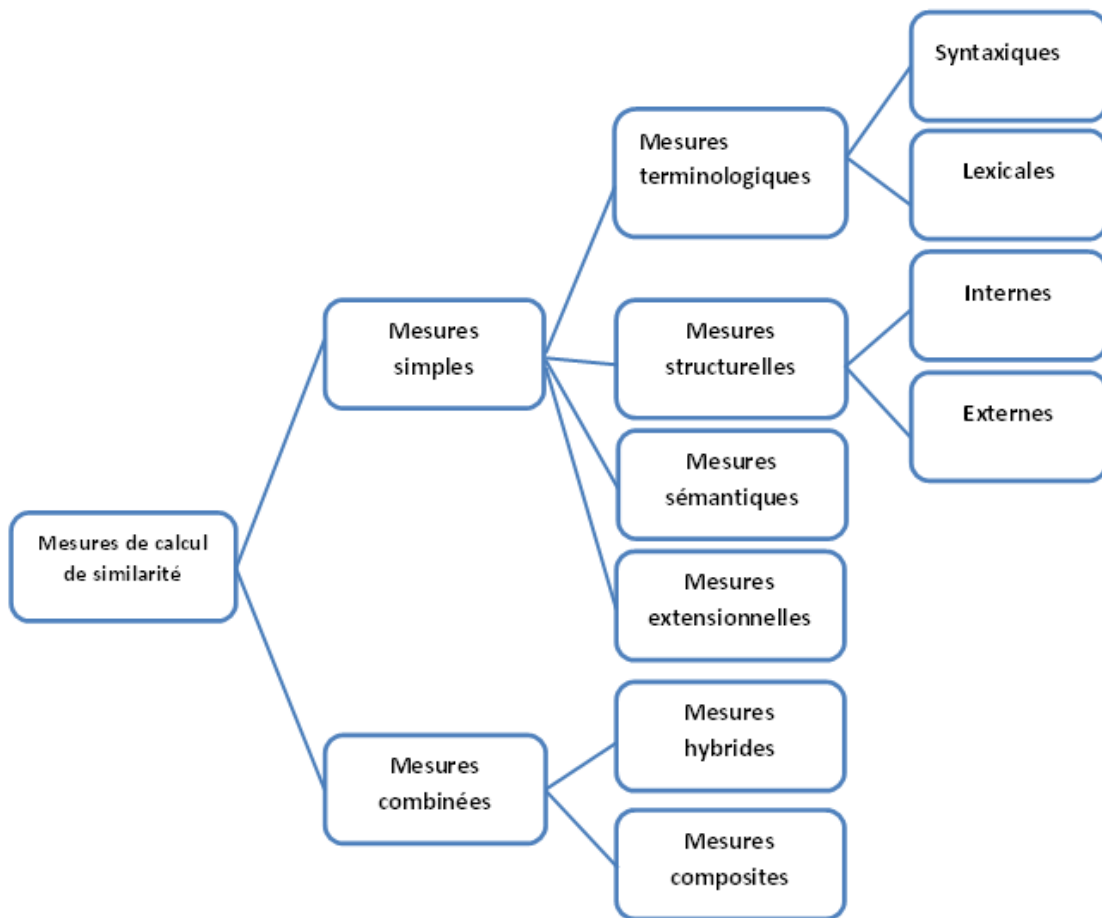 Mesures de calcul
de similarité
Mesures
simples
Mesures
terminologiques
Syntaxiques
Lexicales
Mesures
structurelles
Internes
Externes
Mesures
sémantiques
Mesures
extensionnelles
Mesures
combinées
Mesures
hybrides
Mesures
composites